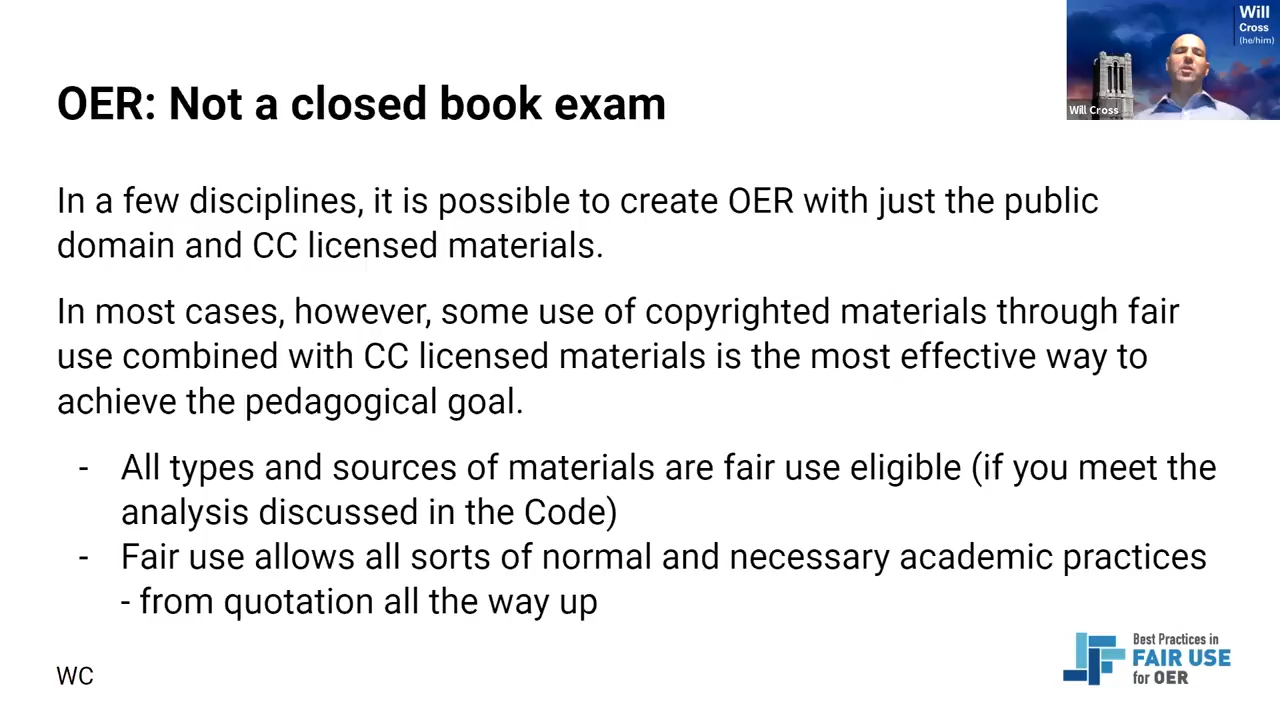 Will
Cross
(he/him)
Will Cross
OER: Not a closed book exam
In a few disciplines, it is possible to create OER with just the public
domain and CC licensed materials.
In most cases, however, some use of copyrighted materials through fair
use combined with CC licensed materials is the most effective way to
achieve the pedagogical goal.
- All types and sources of materials are fair use eligible (if you meet the
analysis discussed in the Code)
- Fair use allows all sorts of normal and necessary academic practices
- from quotation all the way up
Best Practices in
FAIR USE
for OER
WC